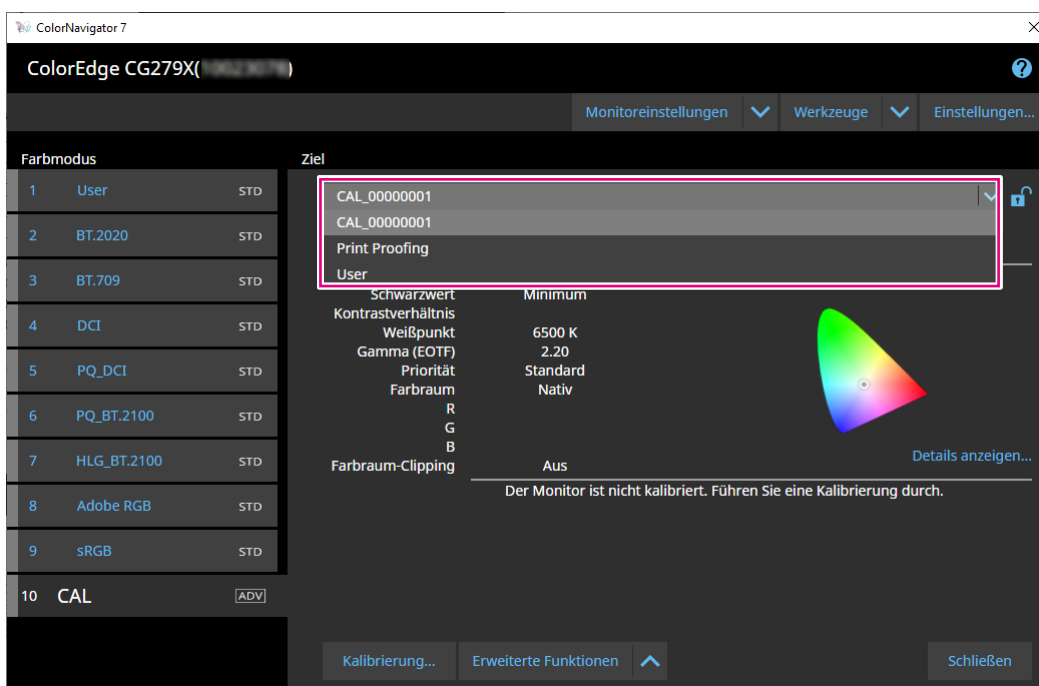 ColorNavigator 7
ColorEdge CG279X( )
Monitoreinstellungen Werkzeuge Einstellungen...
Farbmodus
Ziel
1 User STD
2 BT.2020 STD
3 BT.709 STD
4 DCI STD
5 PQ_DCI STD
6 PQ_BT.2100 STD
7 HLG_BT.2100 STD
8 Adobe RGB STD
9 sRGB STD
10 CAL ADV
CAL_00000001
CAL_00000001
Print Proofing
User
Schwarzwert Minimum
Kontrastverhältnis
Weißpunkt 6500 K
Gamma (EOTF) 2.20
Priorität Standard
Farbraum Nativ
R
G
B
Farbraum-Clipping Aus
Details anzeigen...
Der Monitor ist nicht kalibriert. Führen Sie eine Kalibrierung durch.
Kalibrierung... Erweiterte Funktionen Schließen